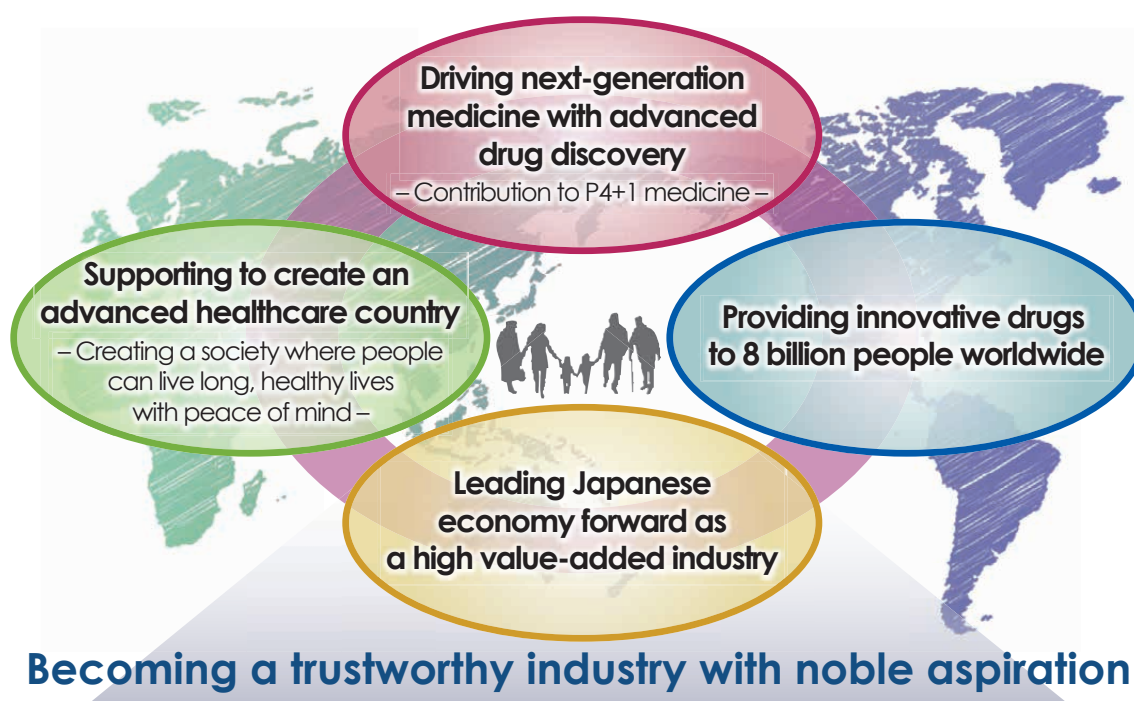 Driving next-generation
medicine with advanced
drug discovery
– Contribution to P4+1 medicine –
Supporting to create an
advanced healthcare country
– Creating a society where people
can live long, healthy lives
with peace of mind –
Providing innovative drugs
to 8 billion people worldwide
Leading Japanese
economy forward as
a high value-added industry
Becoming a trustworthy industry with noble aspiration